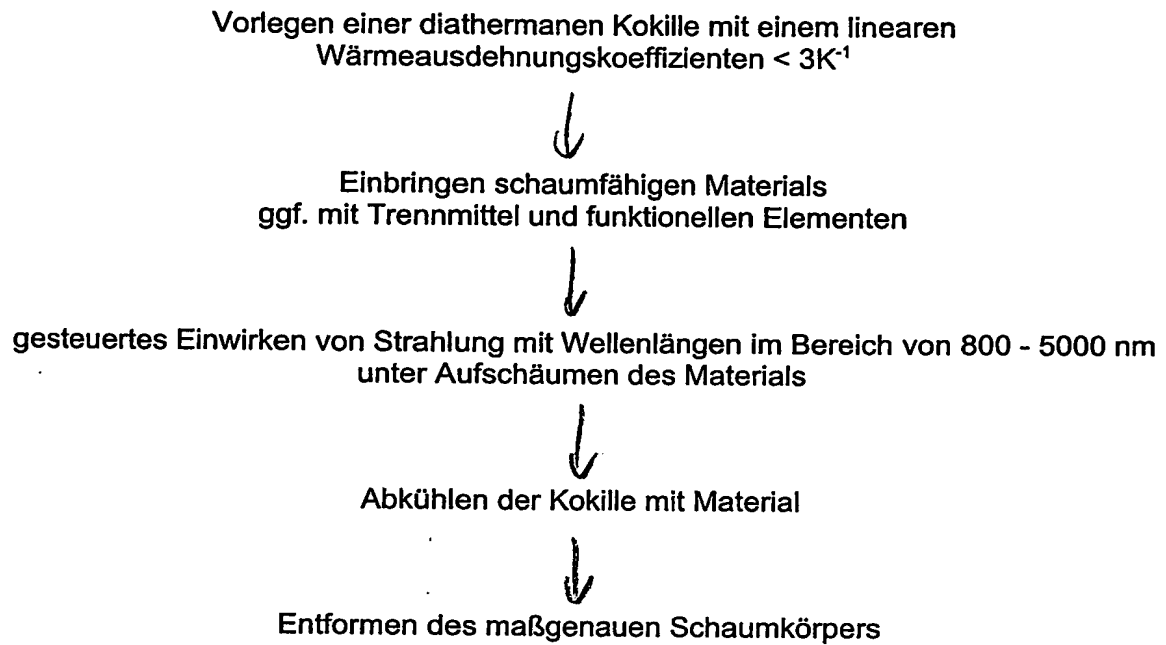 Vorlegen einer diathermanen Kokille mit einem linearen
Wärmeausdehnungskoeffizienten < 3K⁻¹
Einbringen schaumfähigen Materials
ggf. mit Trennmittel und funktionellen Elementen
gesteuertes Einwirken von Strahlung mit Wellenlängen im Bereich von 800 - 5000 nm
unter Aufschäumen des Materials
Abkühlen der Kokille mit Material
Entformen des maßgenauen Schaumkörpers